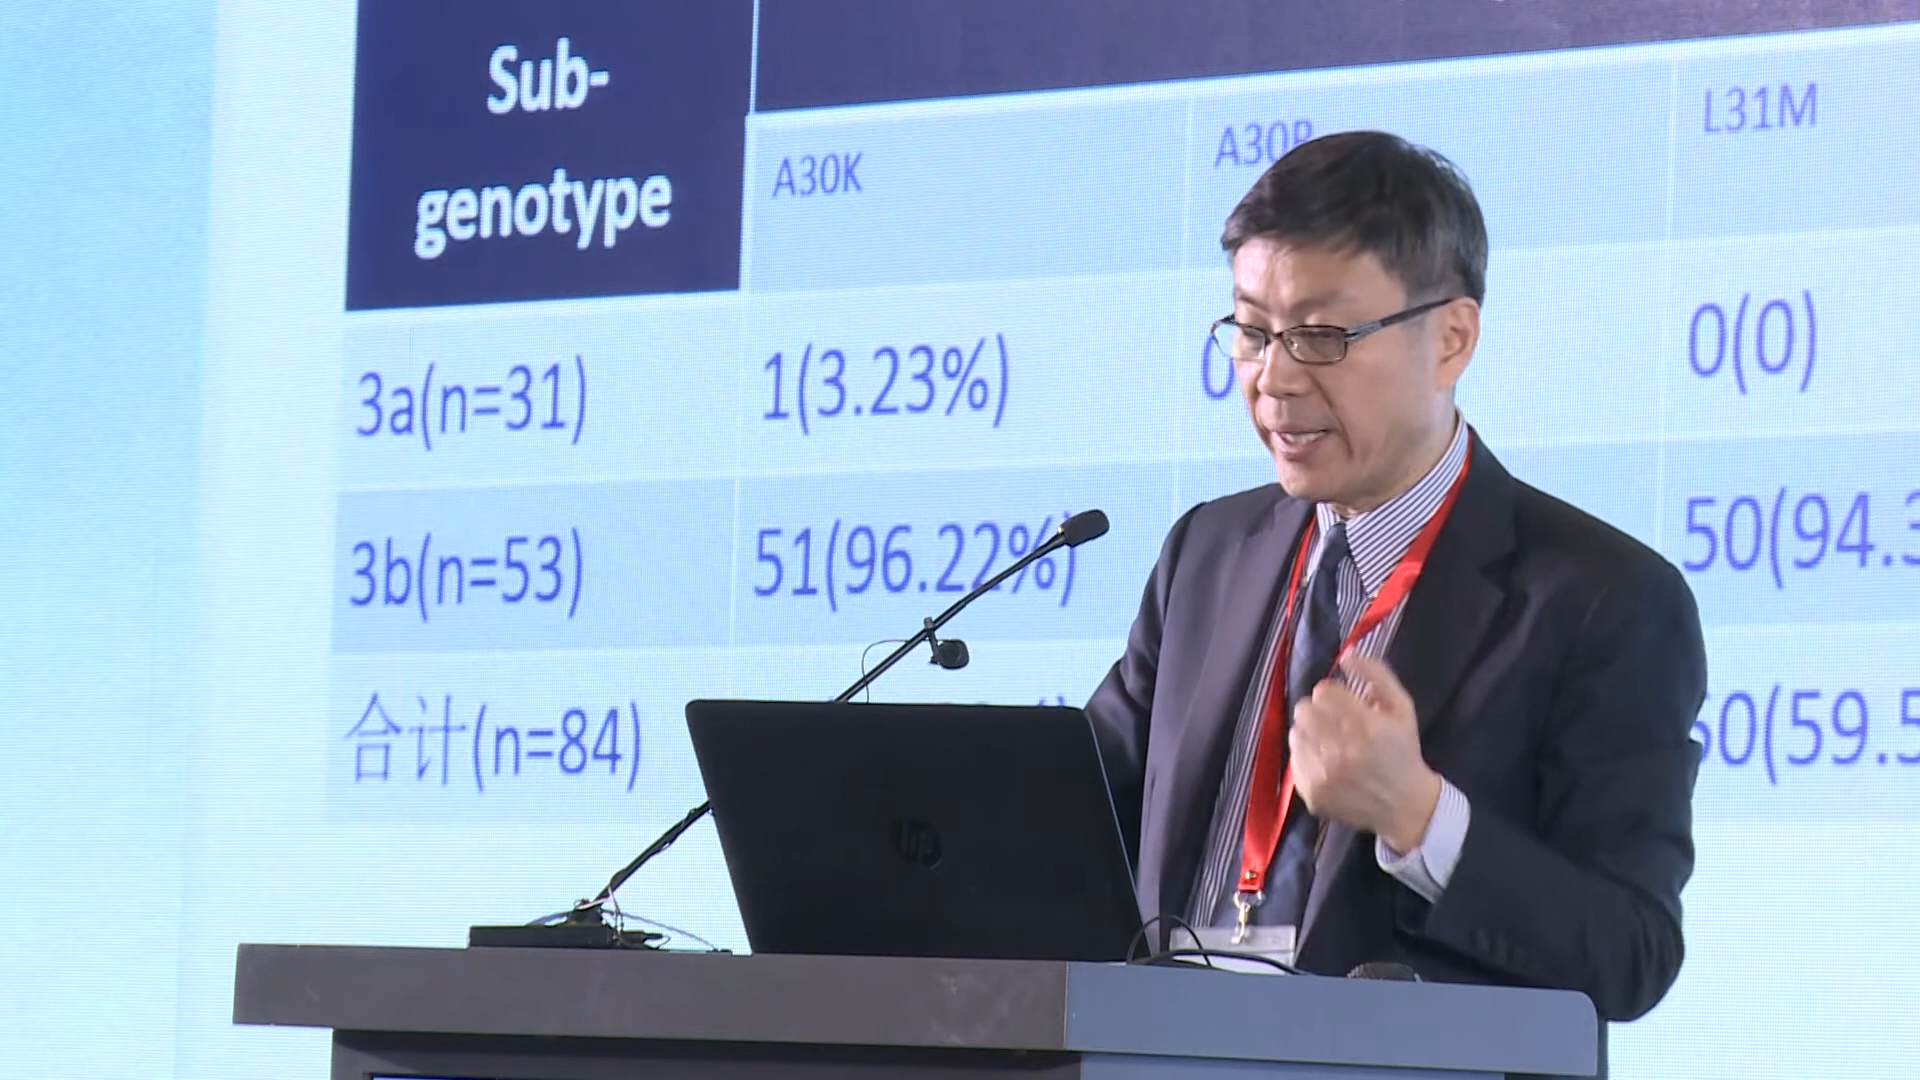 Sub-
genotype
A30K
L31M
3a(n=31)
1(3.23%)
0(0)
3b(n=53)
51(96.22%)
50(94.3
合计(n=84)
50(59.5
hp